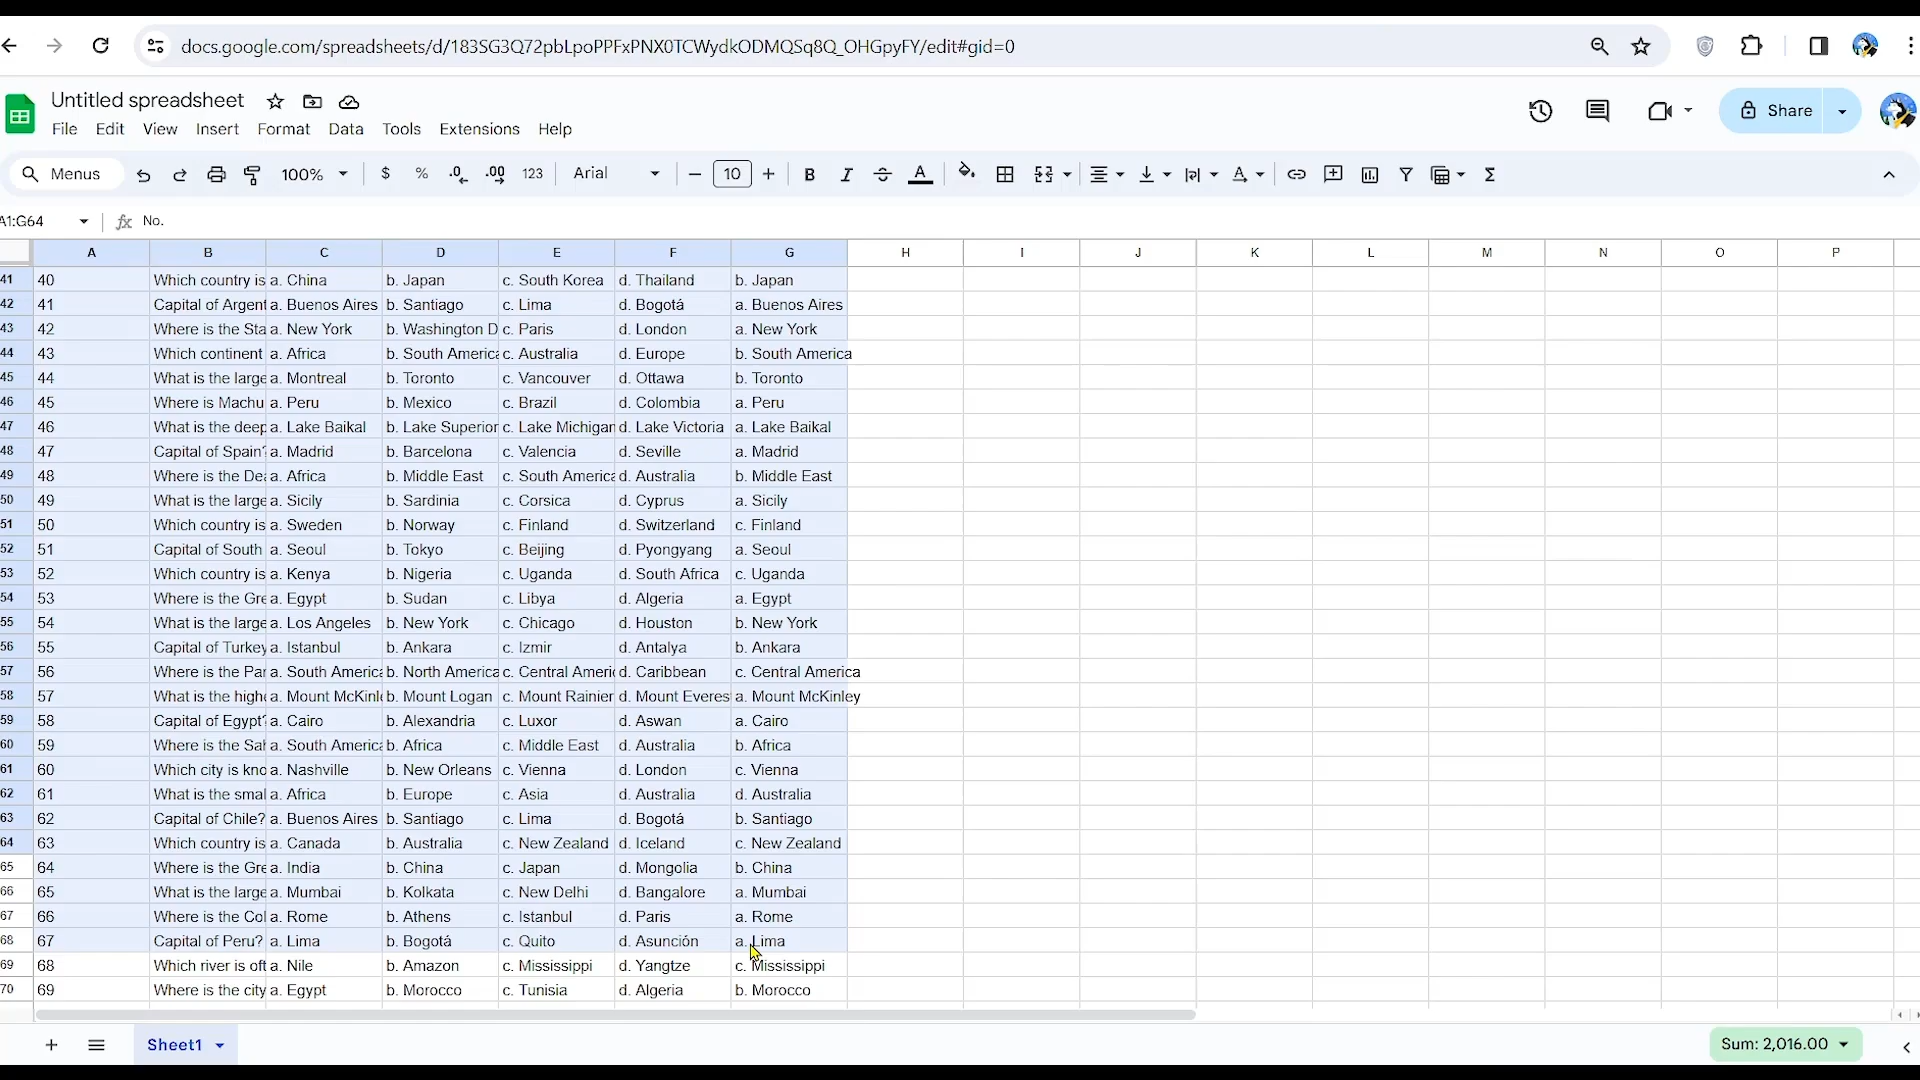 docs.google.com/spreadsheets/d/183SG3Q72pbLpoPPFxPNX0TCWydkODMQSq8Q_OHGpyFY/edit#gid=0
Untitled spreadsheet
File Edit View Insert Format Data Tools Extensions Help
Share
Menus 100% $ % .0 .00 123 Arial 10 B I A Σ
A1:G64 fx No.
A B C D E F G H I J K L M N O P
41 40 Which country is a. China b. Japan c. South Korea d. Thailand b. Japan
42 41 Capital of Argent a. Buenos Aires b. Santiago c. Lima d. Bogotá a. Buenos Aires
43 42 Where is the Sta a. New York b. Washington D c. Paris d. London a. New York
44 43 Which continent a. Africa b. South America c. Australia d. Europe b. South America
45 44 What is the large a. Montreal b. Toronto c. Vancouver d. Ottawa b. Toronto
46 45 Where is Machu a. Peru b. Mexico c. Brazil d. Colombia a. Peru
47 46 What is the deep a. Lake Baikal b. Lake Superior c. Lake Michigan d. Lake Victoria a. Lake Baikal
48 47 Capital of Spain? a. Madrid b. Barcelona c. Valencia d. Seville a. Madrid
49 48 Where is the Dea a. Africa b. Middle East c. South America d. Australia b. Middle East
50 49 What is the large a. Sicily b. Sardinia c. Corsica d. Cyprus a. Sicily
51 50 Which country is a. Sweden b. Norway c. Finland d. Switzerland c. Finland
52 51 Capital of South a. Seoul b. Tokyo c. Beijing d. Pyongyang a. Seoul
53 52 Which country is a. Kenya b. Nigeria c. Uganda d. South Africa c. Uganda
54 53 Where is the Gre a. Egypt b. Sudan c. Libya d. Algeria a. Egypt
55 54 What is the large a. Los Angeles b. New York c. Chicago d. Houston b. New York
56 55 Capital of Turkey a. Istanbul b. Ankara c. Izmir d. Antalya b. Ankara
57 56 Where is the Pan a. South America b. North America c. Central Ameri d. Caribbean c. Central America
58 57 What is the highe a. Mount McKinle b. Mount Logan c. Mount Rainier d. Mount Everes a. Mount McKinley
59 58 Capital of Egypt? a. Cairo b. Alexandria c. Luxor d. Aswan a. Cairo
60 59 Where is the Sah a. South America b. Africa c. Middle East d. Australia b. Africa
61 60 Which city is kno a. Nashville b. New Orleans c. Vienna d. London c. Vienna
62 61 What is the smal a. Africa b. Europe c. Asia d. Australia d. Australia
63 62 Capital of Chile? a. Buenos Aires b. Santiago c. Lima d. Bogotá b. Santiago
64 63 Which country is a. Canada b. Australia c. New Zealand d. Iceland c. New Zealand
65 64 Where is the Gre a. India b. China c. Japan d. Mongolia b. China
66 65 What is the large a. Mumbai b. Kolkata c. New Delhi d. Bangalore a. Mumbai
67 66 Where is the Col a. Rome b. Athens c. Istanbul d. Paris a. Rome
68 67 Capital of Peru? a. Lima b. Bogotá c. Quito d. Asunción a. Lima
69 68 Which river is oft a. Nile b. Amazon c. Mississippi d. Yangtze c. Mississippi
70 69 Where is the city a. Egypt b. Morocco c. Tunisia d. Algeria b. Morocco
Sheet1 Sum: 2,016.00